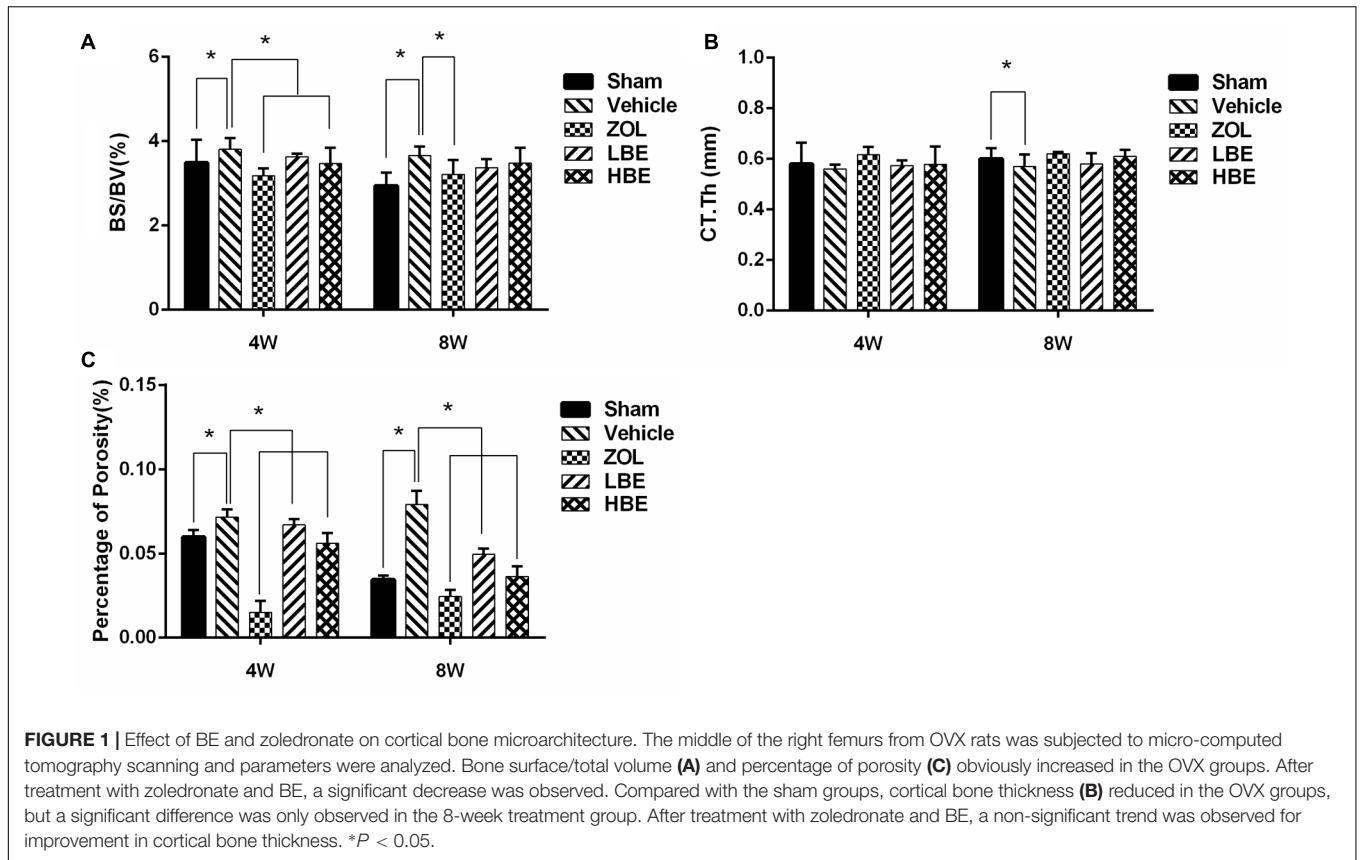 A
B
6
4
2
0
BS/BV(%)
*
*
*
*
4W
8W
Sham
Vehicle
ZOL
LBE
HBE
1.0
0.8
0.6
0.4
0.2
0.0
CT.Th (mm)
*
4W
8W
Sham
Vehicle
ZOL
LBE
HBE
C
0.15
0.10
0.05
0.00
Percentage of Porosity(%)
*
*
*
*
4W
8W
Sham
Vehicle
ZOL
LBE
HBE
FIGURE 1 | Effect of BE and zoledronate on cortical bone microarchitecture. The middle of the right femurs from OVX rats was subjected to micro-computed
tomography scanning and parameters were analyzed. Bone surface/total volume (A) and percentage of porosity (C) obviously increased in the OVX groups. After
treatment with zoledronate and BE, a significant decrease was observed. Compared with the sham groups, cortical bone thickness (B) reduced in the OVX groups,
but a significant difference was only observed in the 8-week treatment group. After treatment with zoledronate and BE, a non-significant trend was observed for
improvement in cortical bone thickness. *P < 0.05.